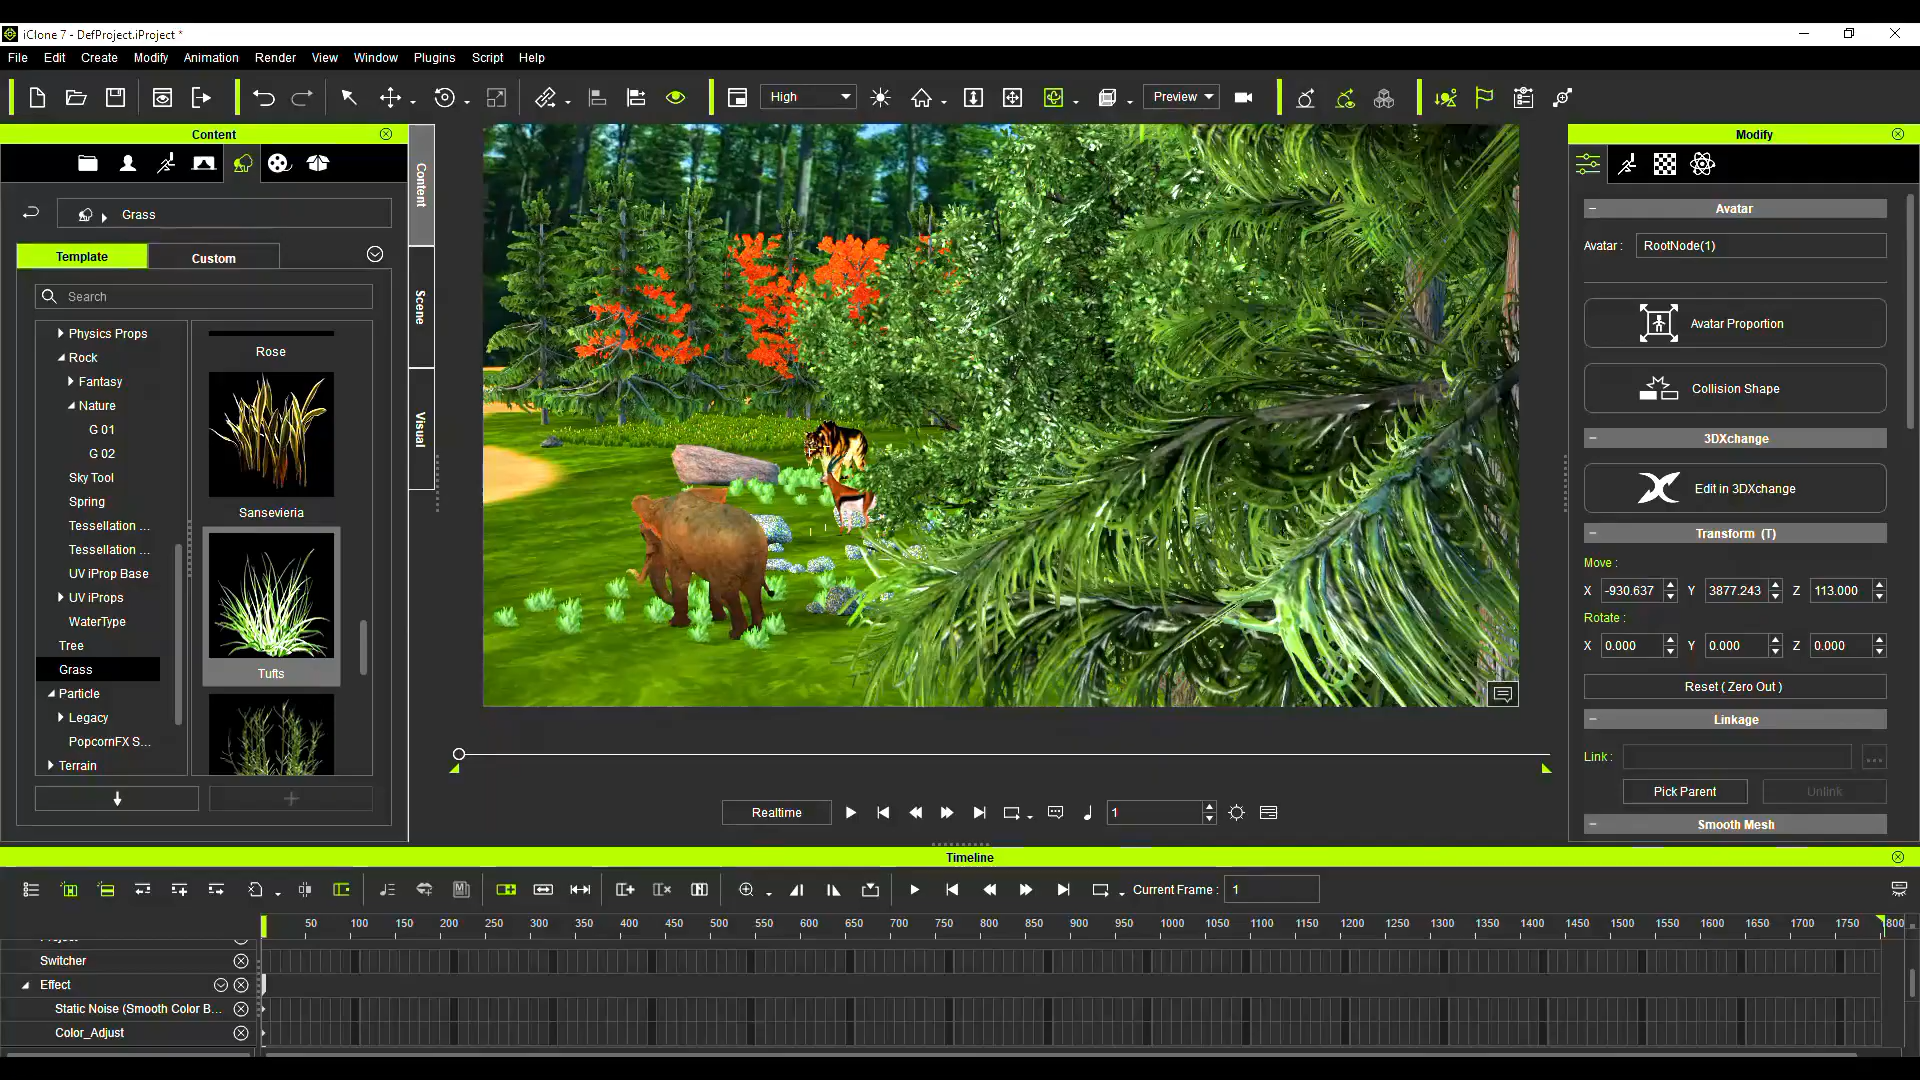 iClone 7 - DefProject.iProject *
File Edit Create Modify Animation Render View Window Plugins Script Help
High
Preview
Content
Modify
Grass
Template
Custom
Search
Physics Props
Rock
Fantasy
Nature
G 01
G 02
Sky Tool
Spring
Tessellation ...
Tessellation ...
UV iProp Base
UV iProps
WaterType
Tree
Grass
Particle
Legacy
PopcornFX S...
Terrain
Rose
Sansevieria
Tufts
Content
Scene
Visual
Avatar
Avatar : RootNode(1)
Avatar Proportion
Collision Shape
3DXchange
Edit in 3DXchange
Transform (T)
Move :
X -930.637 Y 3877.243 Z 113.000
Rotate :
X 0.000 Y 0.000 Z 0.000
Reset ( Zero Out )
Linkage
Link :
...
Pick Parent
Unlink
Smooth Mesh
Realtime
1
Timeline
Current Frame : 1
50 100 150 200 250 300 350 400 450 500 550 600 650 700 750 800 850 900 950 1000 1050 1100 1150 1200 1250 1300 1350 1400 1450 1500 1550 1600 1650 1700 1750 1800
Project
Switcher
Effect
Static Noise (Smooth Color B...
Color_Adjust